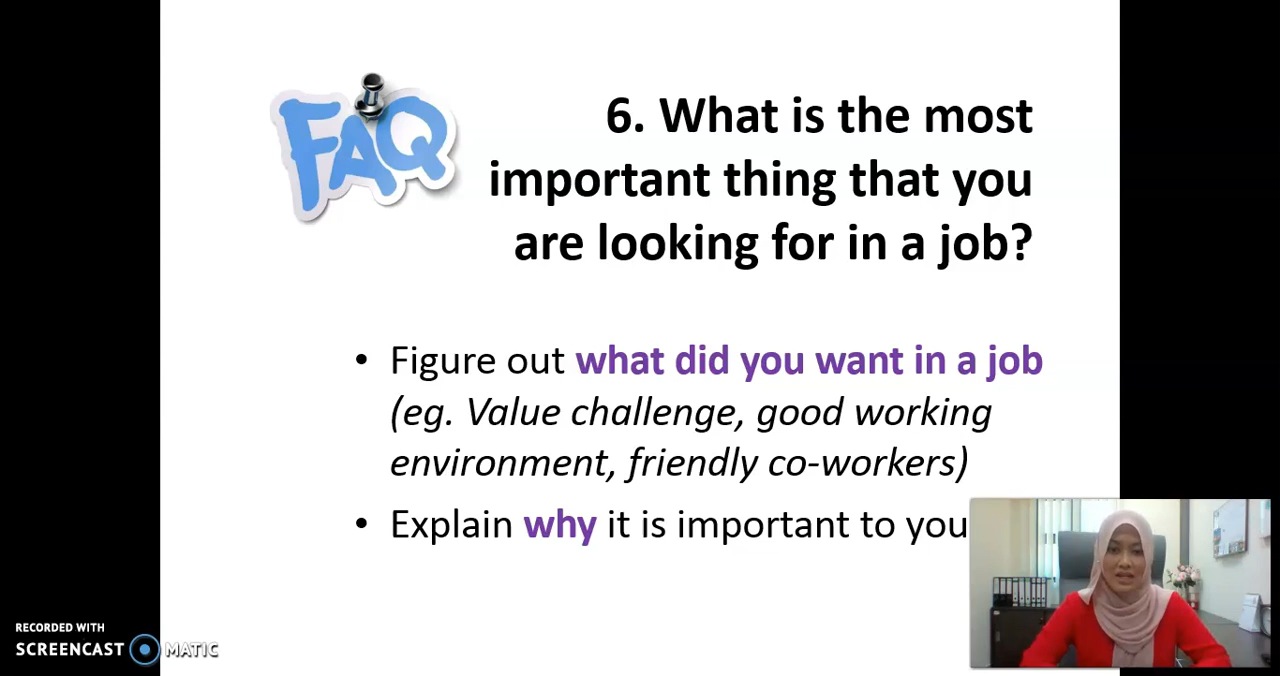 FAQ
6. What is the most
important thing that you
are looking for in a job?
• Figure out what did you want in a job
(eg. Value challenge, good working
environment, friendly co-workers)
• Explain why it is important to you
RECORDED WITH
SCREENCAST MATIC